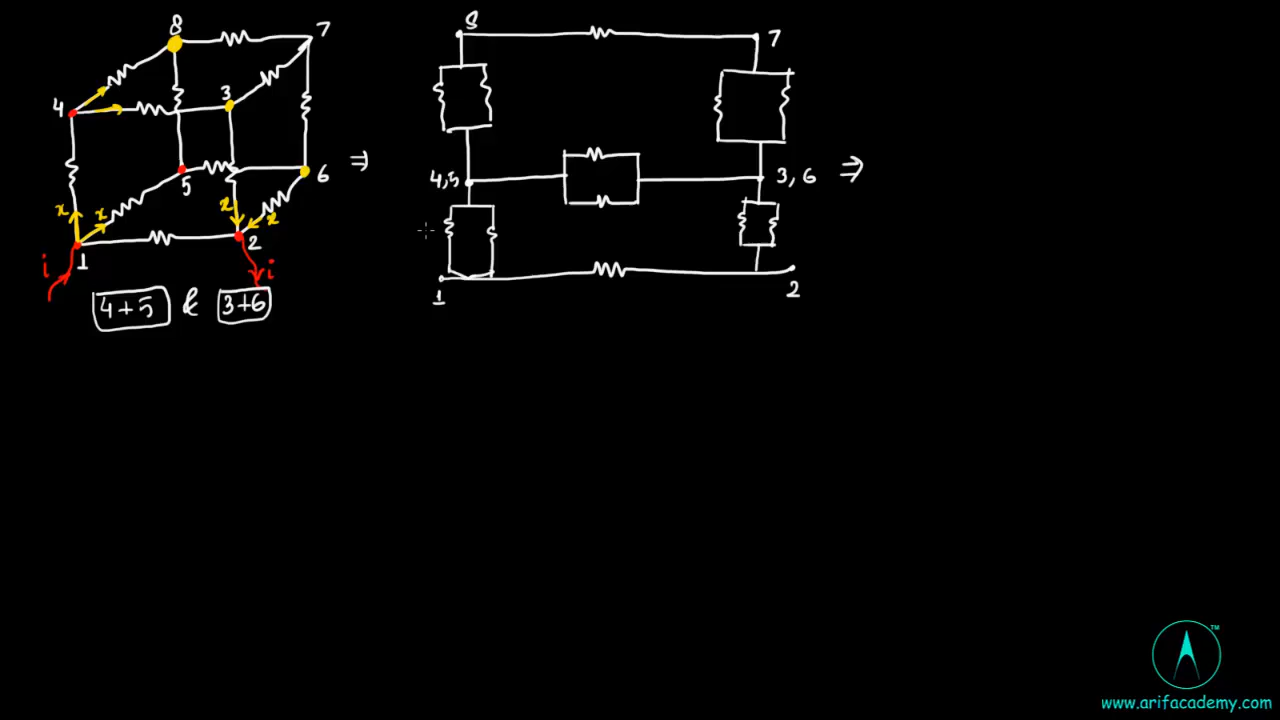 8 7
4 3
5 6
x x x x
i 1 2 i
4+5 & 3+6
⇒
8 7
4,5 3,6 ⇒
1 2
TM
www.arifacademy.com